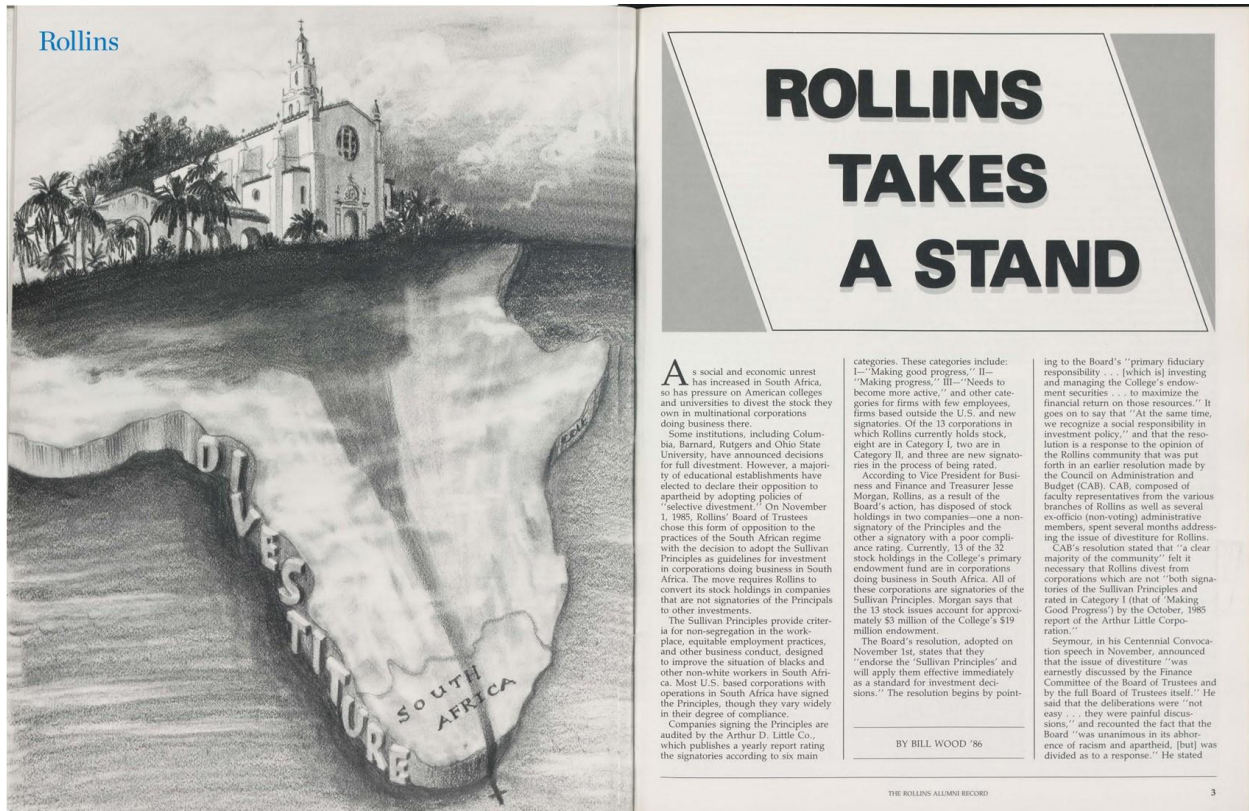 Rollins
DIVESTITURE
SOUTH
AFRICA
ROLLINS
TAKES
A STAND
As social and economic unrest
has increased in South Africa,
so has pressure on American colleges
and universities to divest the stock they
own in multinational corporations
doing business there.
Some institutions, including Colum-
bia, Barnard, Rutgers and Ohio State
University, have announced decisions
for full divestment. However, a majori-
ty of educational establishments have
elected to declare their opposition to
apartheid by adopting policies of
"selective divestment." On November
1, 1985, Rollins' Board of Trustees
chose this form of opposition to the
practices of the South African regime
with the decision to adopt the Sullivan
Principles as guidelines for investment
in corporations doing business in South
Africa. The move requires Rollins to
convert its stock holdings in companies
that are not signatories of the Principals
to other investments.
The Sullivan Principles provide criter-
ia for non-segregation in the work-
place, equitable employment practices,
and other business conduct, designed
to improve the situation of blacks and
other non-white workers in South Afri-
ca. Most U.S. based corporations with
operations in South Africa have signed
the Principles, though they vary widely
in their degree of compliance.
Companies signing the Principles are
audited by the Arthur D. Little Co.,
which publishes a yearly report rating
the signatories according to six main
categories. These categories include:
I—"Making good progress," II—
"Making progress," III—"Needs to
become more active," and other cate-
gories for firms with few employees,
firms based outside the U.S. and new
signatories. Of the 13 corporations in
which Rollins currently holds stock,
eight are in Category I, two are in
Category II, and three are new signato-
ries in the process of being rated.
According to Vice President for Busi-
ness and Finance and Treasurer Jesse
Morgan, Rollins, as a result of the
Board's action, has disposed of stock
holdings in two companies—one a non-
signatory of the Principles and the
other a signatory with a poor compli-
ance rating. Currently, 13 of the 32
stock holdings in the College's primary
endowment fund are in corporations
doing business in South Africa. All of
these corporations are signatories of the
Sullivan Principles. Morgan says that
the 13 stock issues account for approxi-
mately $3 million of the College's $19
million endowment.
The Board's resolution, adopted on
November 1st, states that they
"endorse the 'Sullivan Principles' and
will apply them effective immediately
as a standard for investment deci-
sions." The resolution begins by point-
BY BILL WOOD '86
ing to the Board's "primary fiduciary
responsibility . . . [which is] investing
and managing the College's endow-
ment securities . . . to maximize the
financial return on those resources." It
goes on to say that "At the same time,
we recognize a social responsibility in
investment policy," and that the reso-
lution is a response to the opinion of
the Rollins community that was put
forth in an earlier resolution made by
the Council on Administration and
Budget (CAB). CAB, composed of
faculty representatives from the various
branches of Rollins as well as several
ex-officio (non-voting) administrative
members, spent several months address-
ing the issue of divestiture for Rollins.
CAB's resolution stated that "a clear
majority of the community" felt it
necessary that Rollins divest from
corporations which are not "both signa-
tories of the Sullivan Principles and
rated in Category I (that of 'Making
Good Progress') by the October, 1985
report of the Arthur Little Corpo-
ration."
Seymour, in his Centennial Convoca-
tion speech in November, announced
that the issue of divestiture "was
earnestly discussed by the Finance
Committee of the Board of Trustees and
by the full Board of Trustees itself." He
said that the deliberations were "not
easy . . . they were painful discus-
sions," and recounted the fact that the
Board "was unanimous in its abhor-
ence of racism and apartheid, [but] was
divided as to a response." He stated
THE ROLLINS ALUMNI RECORD
3